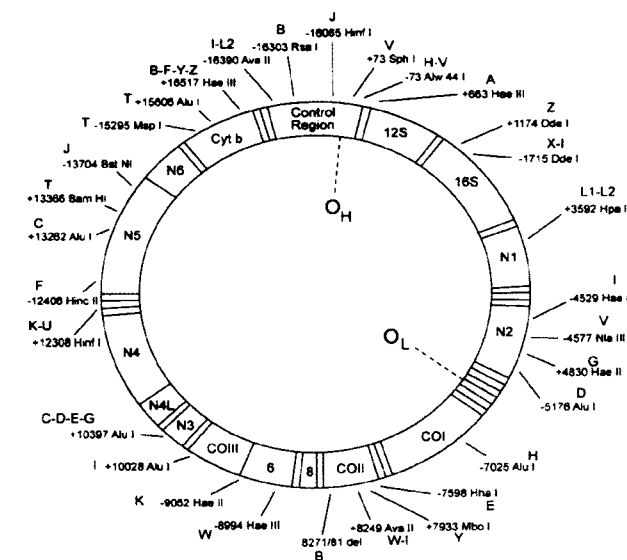 J
-16065 Hinf I
B
-16303 Rsa I
I-L2
-16390 Ava II
B-F-Y-Z
+16517 Hae III
T
+15606 Alu I
T
-15295 Msp I
J
-13704 Bst NI
T
+13366 Bam HI
C
+13262 Alu I
F
-12406 Hinc II
K-U
+12308 Hinf I
C-D-E-G
+10397 Alu I
I
+10028 Alu I
K
-9052 Hae II
W
-8994 Hae III
8271/81 del
B
+8249 Ava II
W-I
+7933 Mbo I
Y
-7598 Hha I
E
H
-7025 Alu I
D
-5176 Alu I
G
+4830 Hae II
V
-4577 Nla III
I
-4529 Hae
L1-L2
+3592 Hpa I
X-I
-1715 Dde I
Z
+1174 Dde I
A
+663 Hae III
H-V
-73 Alw 44 I
V
+73 Sph I
Control
Region
12S
16S
N1
N2
COI
COII
8
6
COIII
N3
N4L
N4
N5
N6
Cyt b
OH
OL